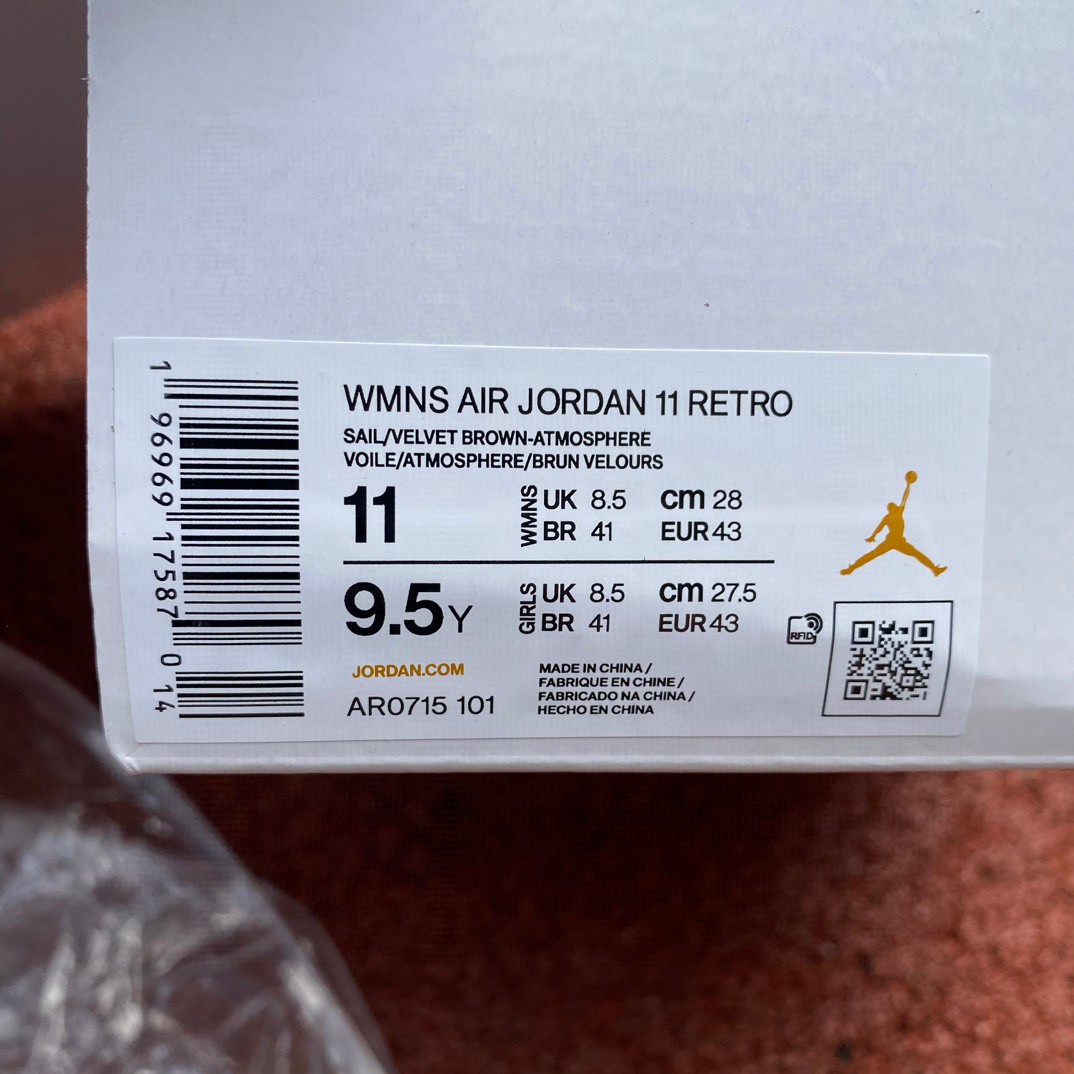 WMNS AIR JORDAN 11 RETRO
SAIL/VELVET BROWN-ATMOSPHERE
VOILE/ATMOSPHERE/BRUN VELOURS
11 WMNS UK 8.5 cm 28
BR 41 EUR 43
9.5Y GIRLS UK 8.5 cm 27.5
BR 41 EUR 43
JORDAN.COM
AR0715 101
MADE IN CHINA /
FABRIQUE EN CHINE /
FABRICADO NA CHINA /
HECHO EN CHINA
RFID
1 96969 17587 0 14